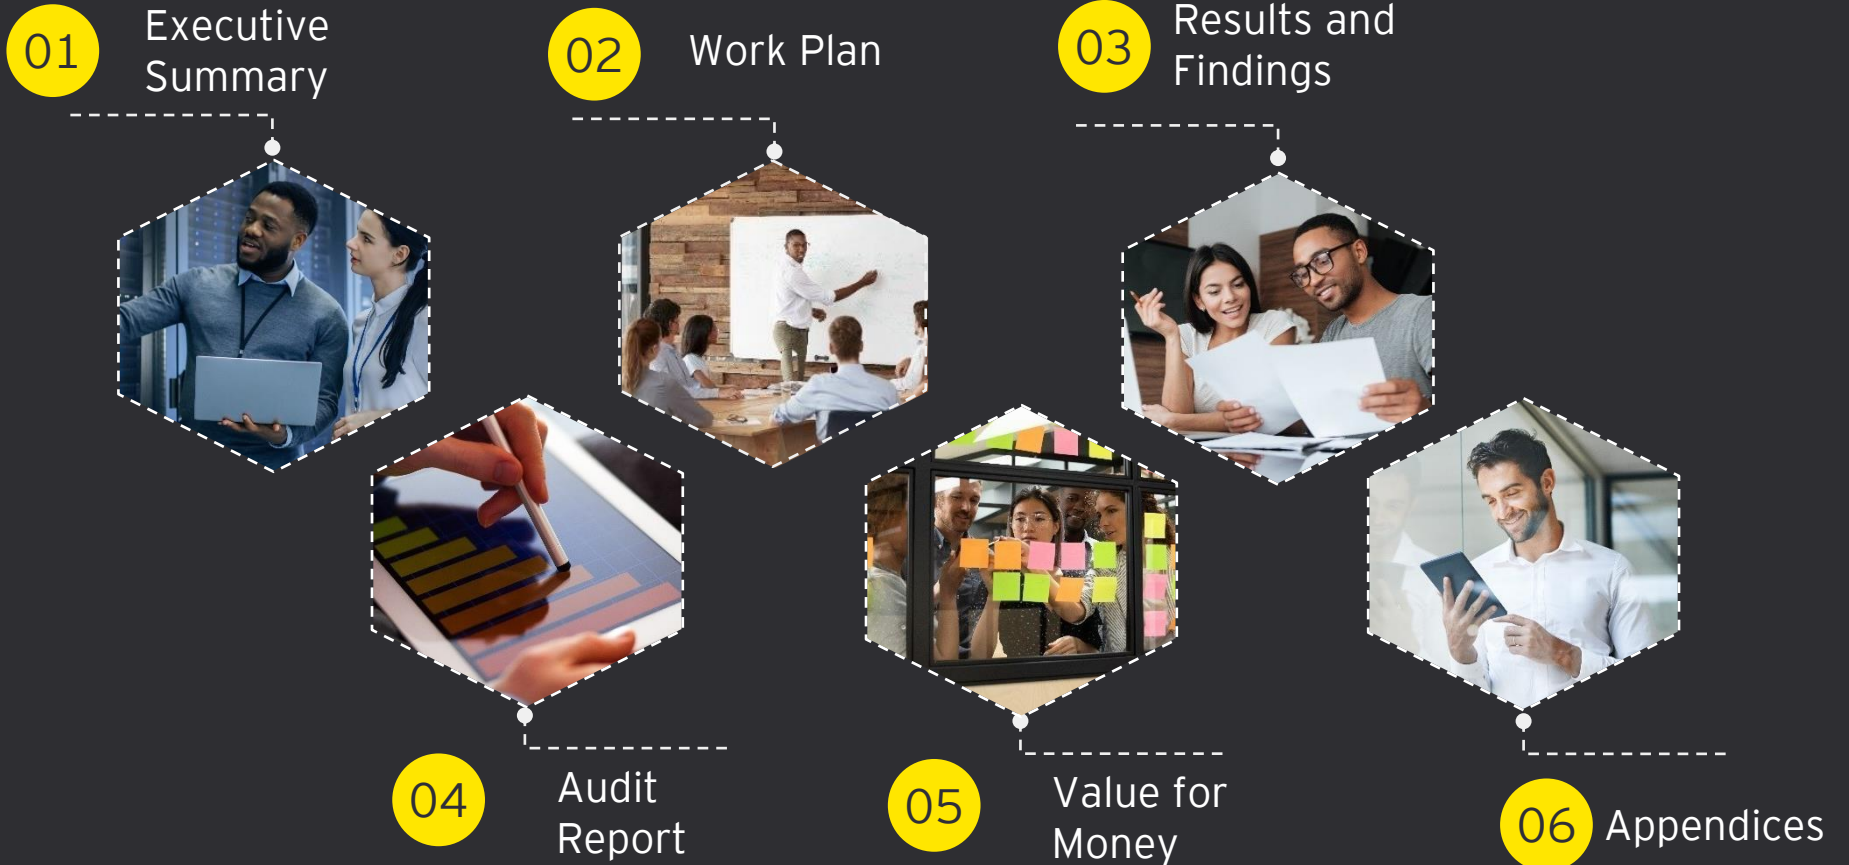 01
Executive
Summary
02
Work Plan
03
Results and
Findings
04
Audit
Report
05
Value for
Money
06
Appendices